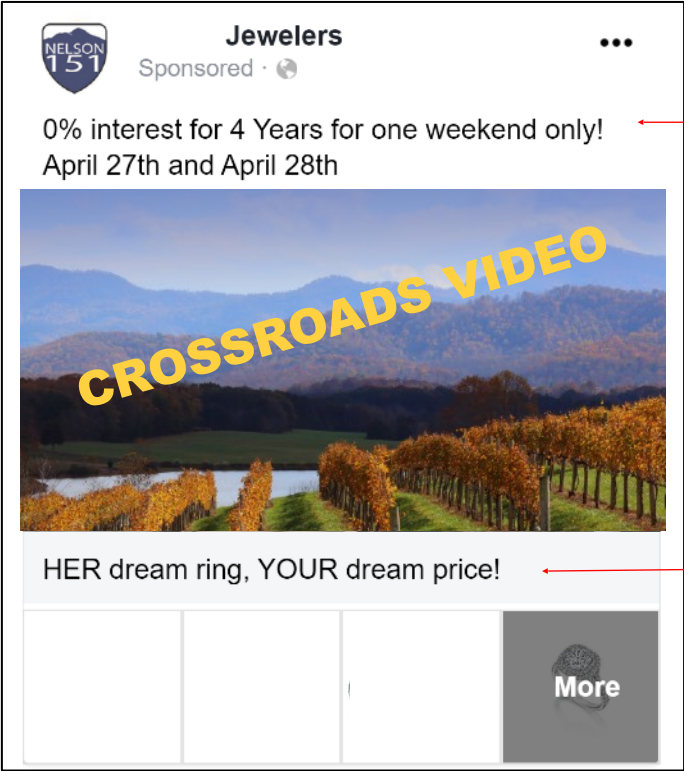 NELSON
151
Jewelers
Sponsored ·
0% interest for 4 Years for one weekend only!
April 27th and April 28th
CROSSROADS VIDEO
HER dream ring, YOUR dream price!
More